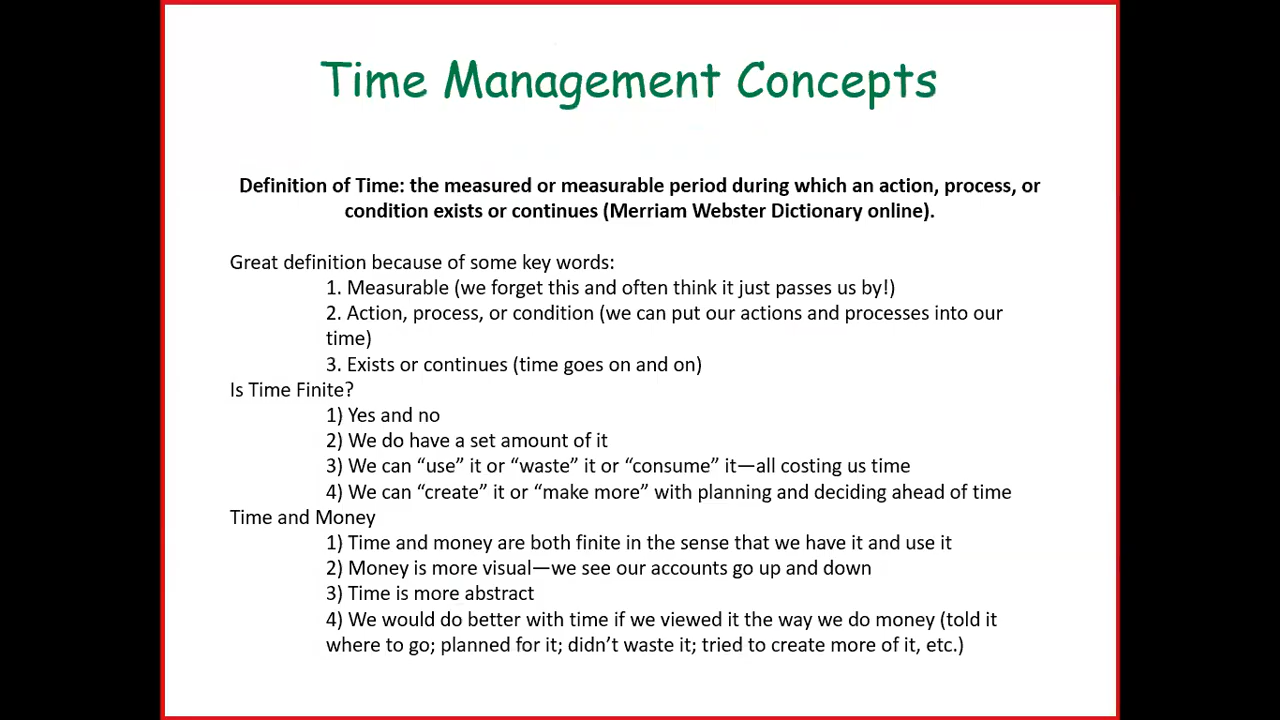 Time Management Concepts
Definition of Time: the measured or measurable period during which an action, process, or
condition exists or continues (Merriam Webster Dictionary online).
Great definition because of some key words:
1. Measurable (we forget this and often think it just passes us by!)
2. Action, process, or condition (we can put our actions and processes into our
time)
3. Exists or continues (time goes on and on)
Is Time Finite?
1) Yes and no
2) We do have a set amount of it
3) We can “use” it or “waste” it or “consume” it—all costing us time
4) We can “create” it or “make more” with planning and deciding ahead of time
Time and Money
1) Time and money are both finite in the sense that we have it and use it
2) Money is more visual—we see our accounts go up and down
3) Time is more abstract
4) We would do better with time if we viewed it the way we do money (told it
where to go; planned for it; didn’t waste it; tried to create more of it, etc.)